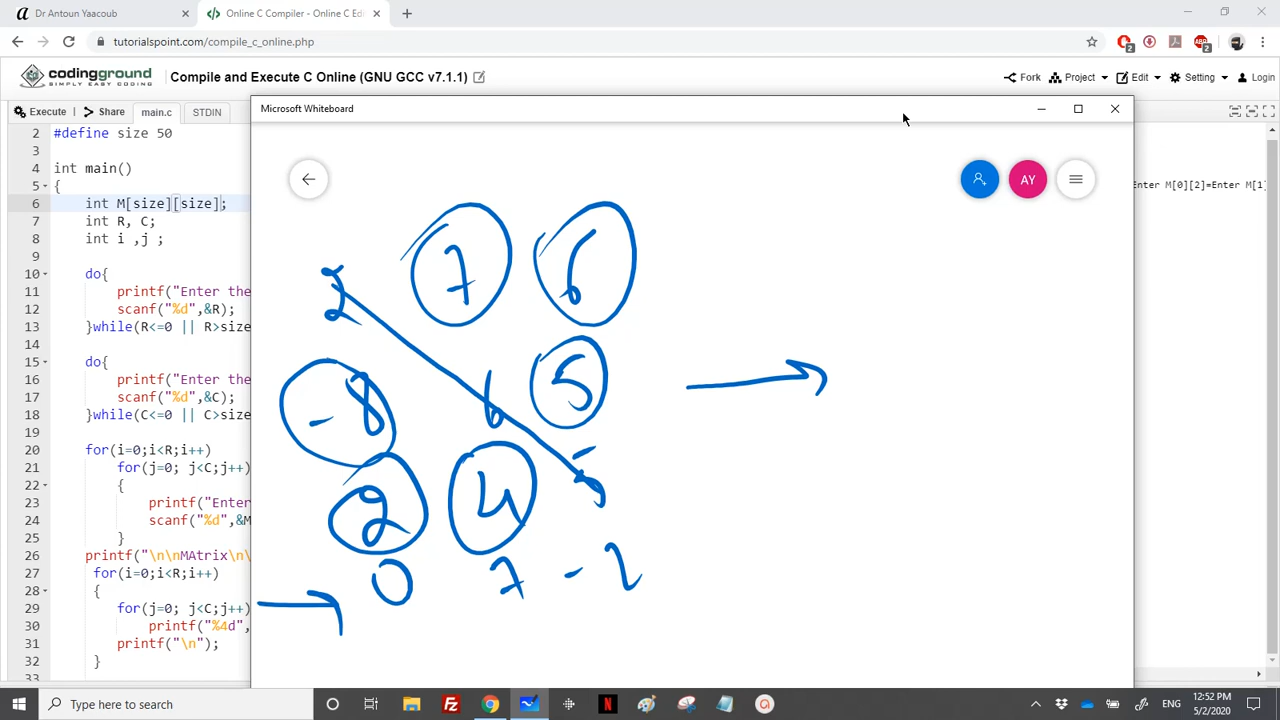 Dr Antoun Yaacoub
Online C Compiler - Online C Edi
tutorialspoint.com/compile_c_online.php
codingground
SIMPLY EASY CODING
Compile and Execute C Online (GNU GCC v7.1.1)
Fork
Project
Edit
Setting
Login
Execute
Share
main.c
STDIN
Microsoft Whiteboard
AY
Enter M[0][2]=Enter M[1]
2 #define size 50
3
4 int main()
5 {
6 int M[size][size];
7 int R, C;
8 int i ,j ;
9
10 do{
11 printf("Enter the
12 scanf("%d",&R);
13 }while(R<=0 || R>size
14
15 do{
16 printf("Enter the
17 scanf("%d",&C);
18 }while(C<=0 || C>size
19
20 for(i=0;i<R;i++)
21 for(j=0; j<C;j++)
22 {
23 printf("Enter
24 scanf("%d",&M
25 }
26 printf("\n\nMAtrix\n\
27 for(i=0;i<R;i++)
28 {
29 for(j=0; j<C;j++)
30 printf("%4d",
31 printf("\n");
32 }
33
2 7 6
-8 6 5
2 4
0 7 -2
Type here to search
ENG
12:52 PM
5/2/2020